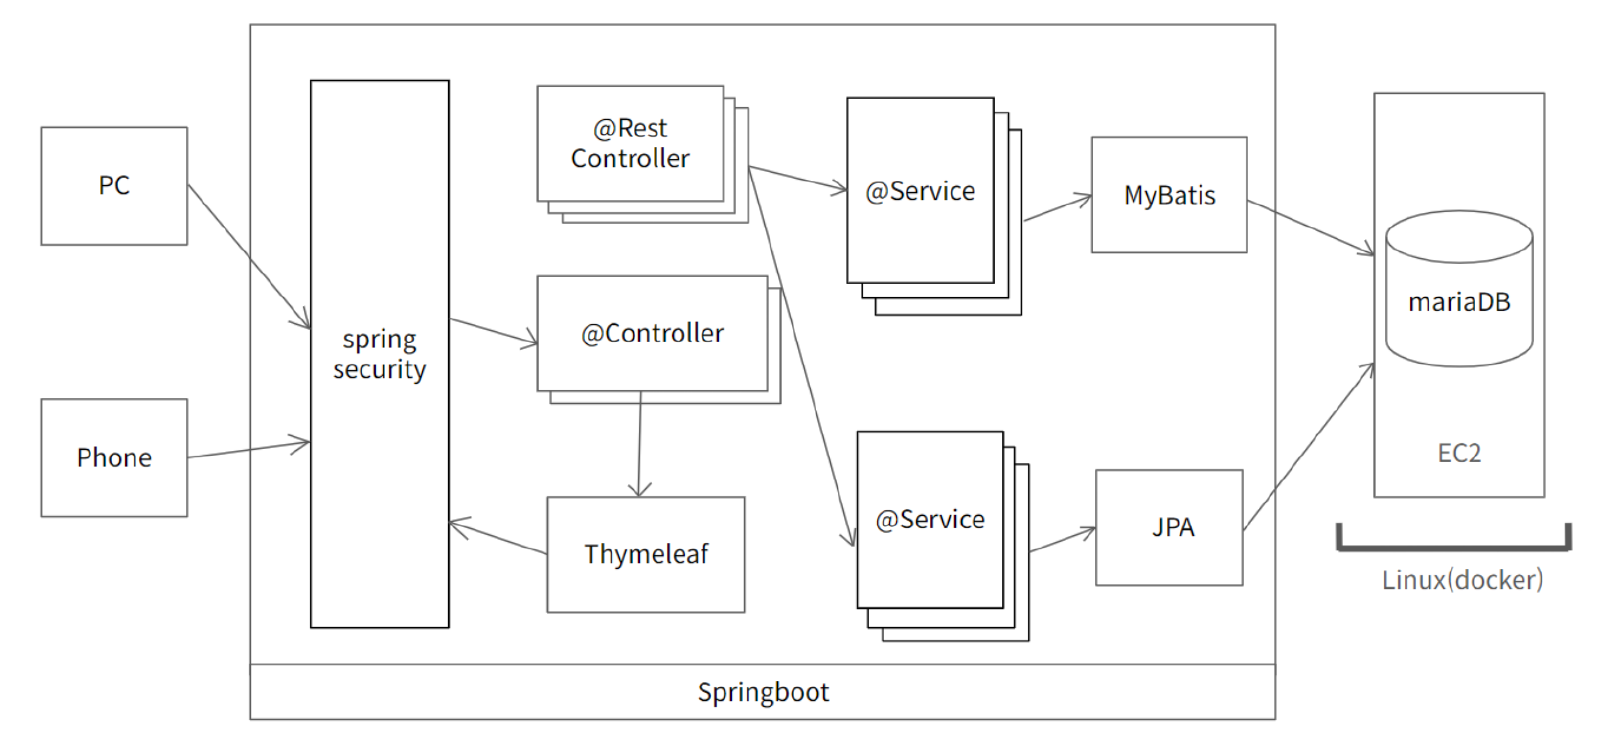 PC
Phone
spring
security
@Rest
Controller
@Controller
Thymeleaf
@Service
@Service
MyBatis
JPA
mariaDB
EC2
Linux(docker)
Springboot